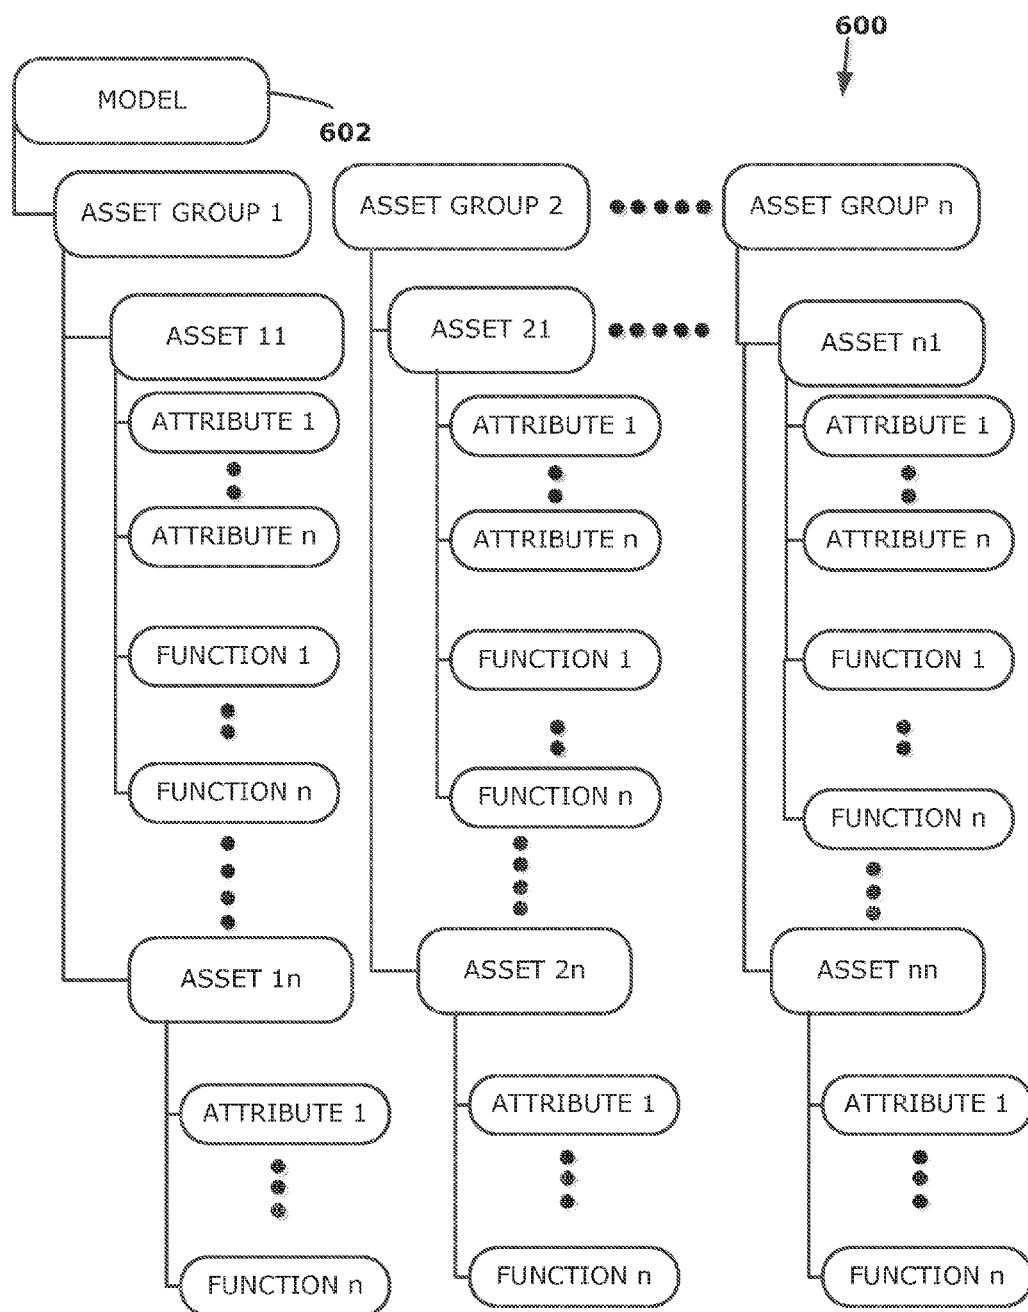 600
MODEL
602
ASSET GROUP 1
ASSET GROUP 2
ASSET GROUP n
ASSET 11
ASSET 21
ASSET n1
ATTRIBUTE 1
ATTRIBUTE 1
ATTRIBUTE 1
ATTRIBUTE n
ATTRIBUTE n
ATTRIBUTE n
FUNCTION 1
FUNCTION 1
FUNCTION 1
FUNCTION n
FUNCTION n
FUNCTION n
ASSET 1n
ASSET 2n
ASSET nn
ATTRIBUTE 1
ATTRIBUTE 1
ATTRIBUTE 1
FUNCTION n
FUNCTION n
FUNCTION n